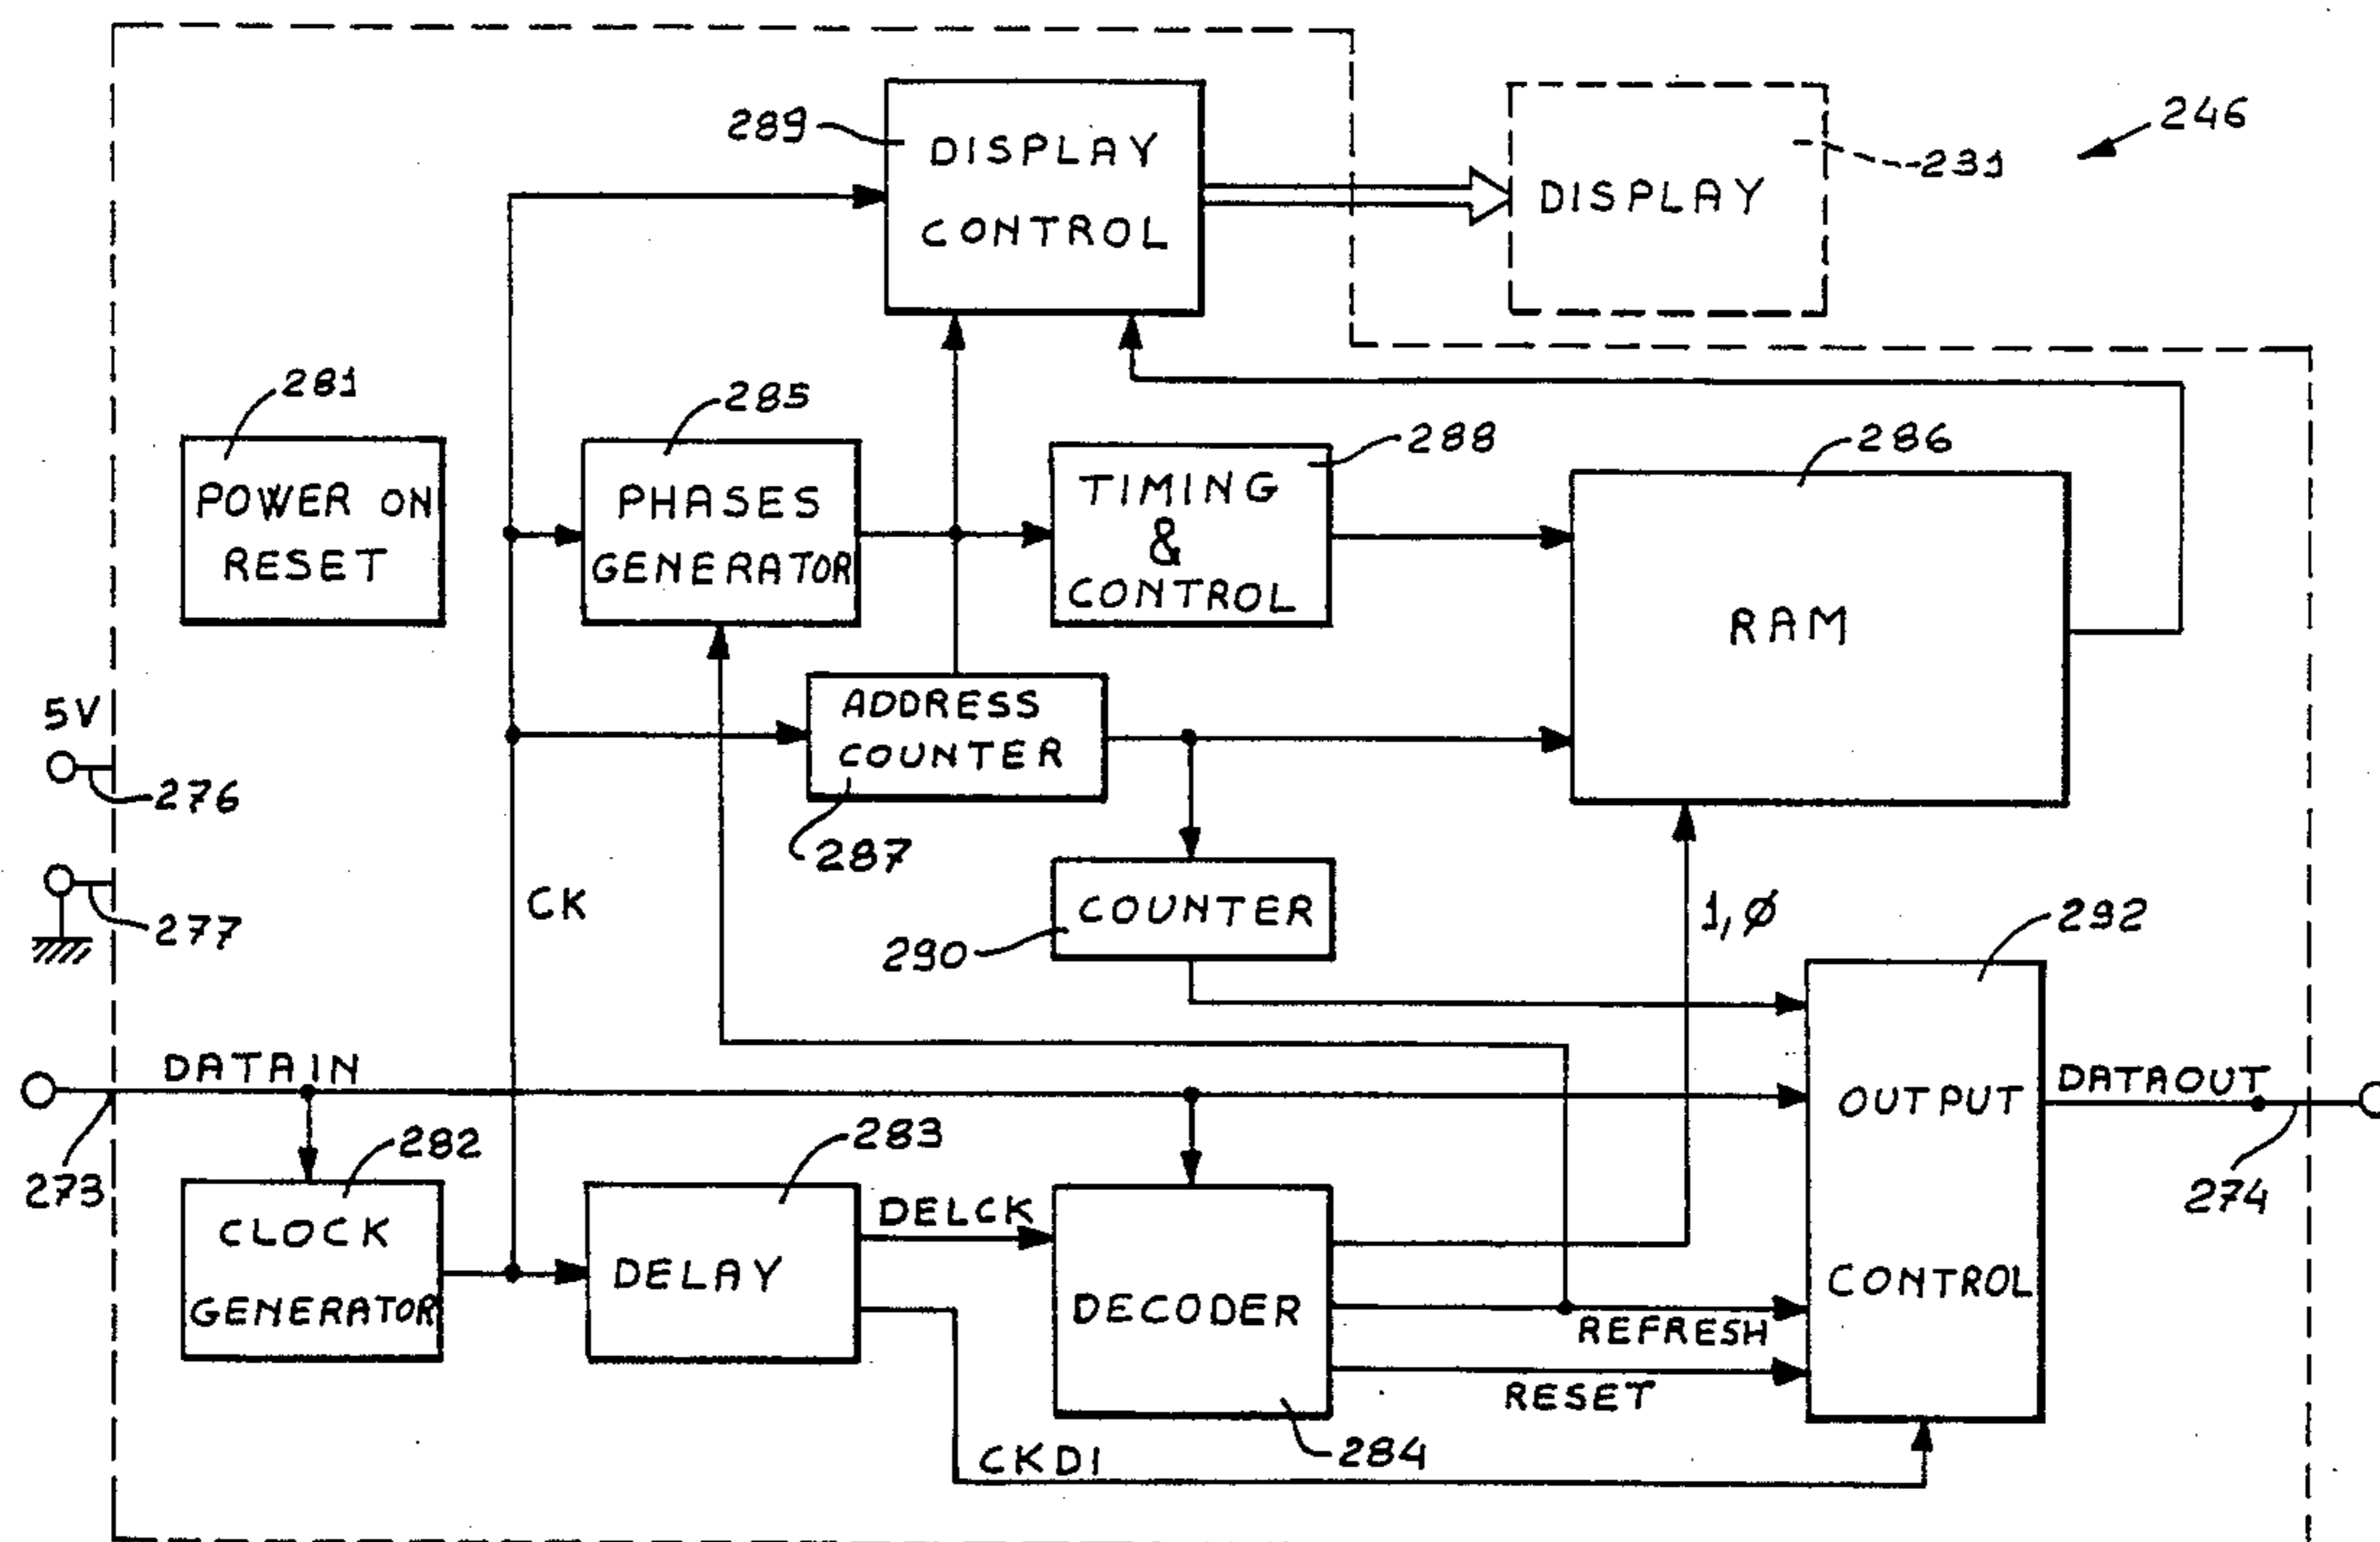 289
DISPLAY
CONTROL
DISPLAY
231
246
281
POWER ON
RESET
285
PHASES
GENERATOR
288
TIMING
&
CONTROL
286
RAM
5V
276
277
ADDRESS
COUNTER
287
CK
COUNTER
290
1,Ø
292
DATAIN
273
OUTPUT
CONTROL
DATAOUT
274
282
CLOCK
GENERATOR
283
DELAY
DELCK
DECODER
REFRESH
RESET
284
CKDI